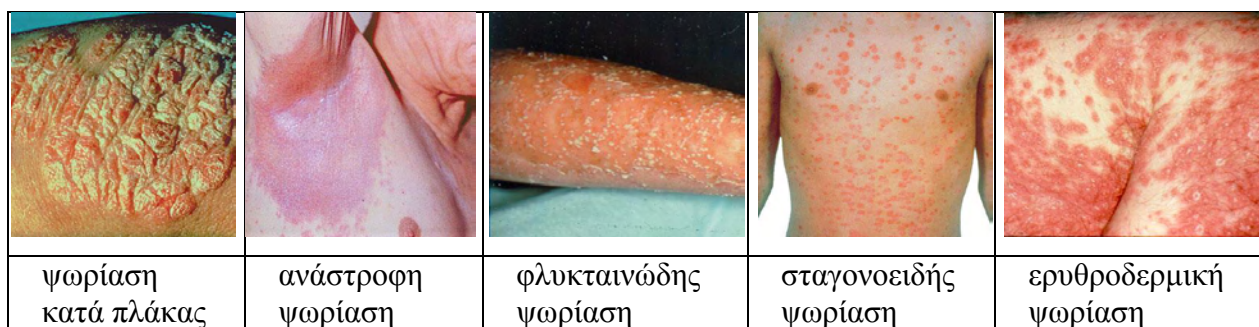 ψωρίαση
κατά πλάκας
ανάστροφη
ψωρίαση
φλυκταινώδης
ψωρίαση
σταγονοειδής
ψωρίαση
ερυθροδερμική
ψωρίαση